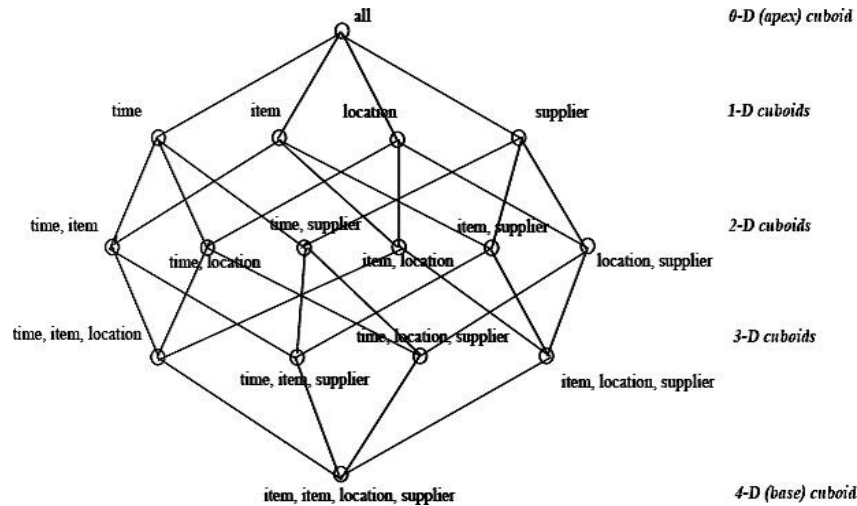 all
0-D (apex) cuboid
time
item
location
supplier
1-D cuboids
time, item
time, location
time, supplier
item, location
item, supplier
location, supplier
2-D cuboids
time, item, location
time, item, supplier
time, location, supplier
item, location, supplier
3-D cuboids
item, item, location, supplier
4-D (base) cuboid